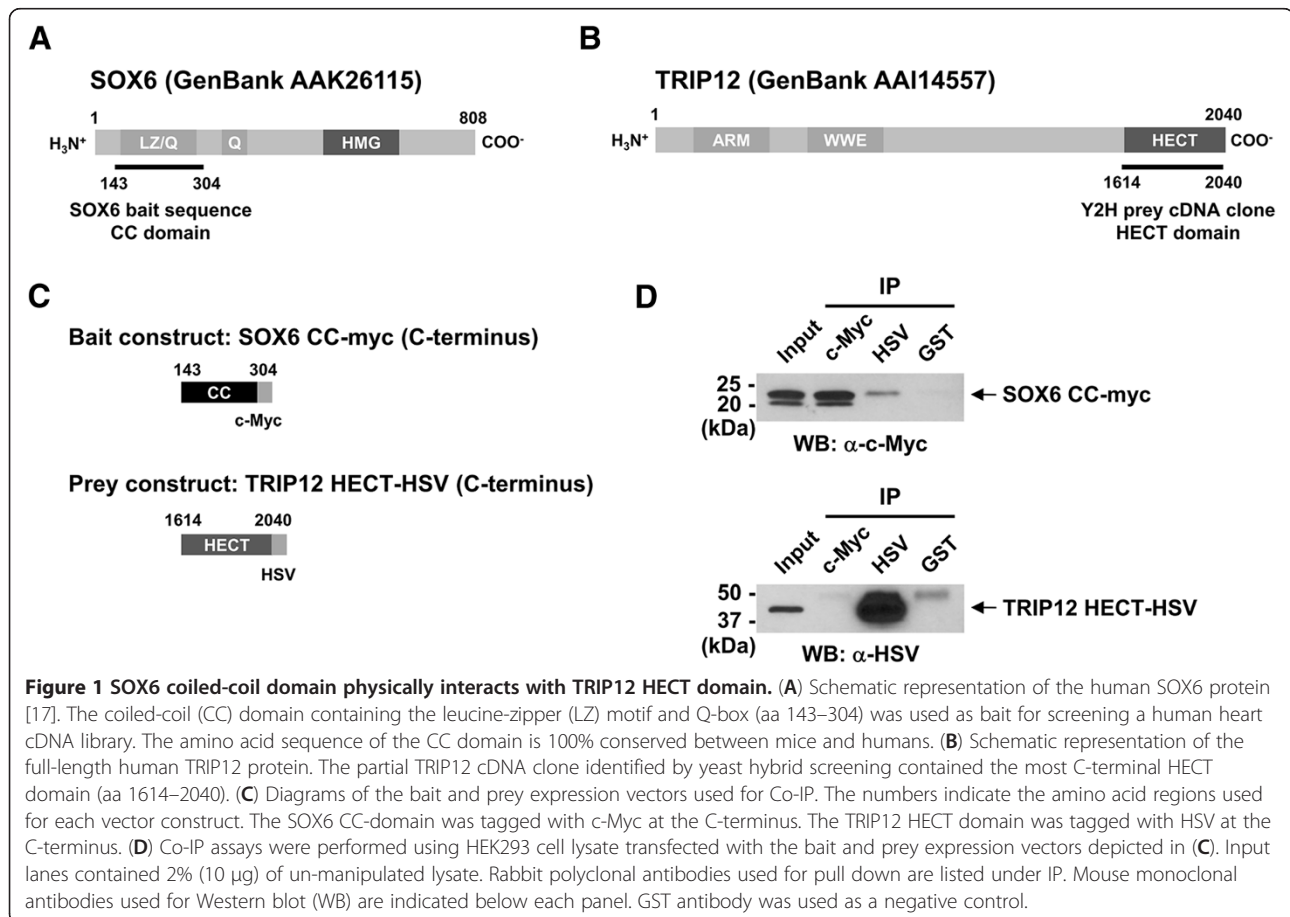 A
SOX6 (GenBank AAK26115)
1 808
H₃N⁺ LZ/Q Q HMG COO⁻
143 304
SOX6 bait sequence
CC domain
B
TRIP12 (GenBank AAI14557)
1 2040
H₃N⁺ ARM WWE HECT COO⁻
1614 2040
Y2H prey cDNA clone
HECT domain
C
Bait construct: SOX6 CC-myc (C-terminus)
143 304
CC
c-Myc
Prey construct: TRIP12 HECT-HSV (C-terminus)
1614 2040
HECT
HSV
D
IP
Input c-Myc HSV GST
25 -
20 -
(kDa)
← SOX6 CC-myc
WB: α-c-Myc
IP
Input c-Myc HSV GST
50 -
37 -
(kDa)
← TRIP12 HECT-HSV
WB: α-HSV
Figure 1 SOX6 coiled-coil domain physically interacts with TRIP12 HECT domain. (A) Schematic representation of the human SOX6 protein
[17]. The coiled-coil (CC) domain containing the leucine-zipper (LZ) motif and Q-box (aa 143–304) was used as bait for screening a human heart
cDNA library. The amino acid sequence of the CC domain is 100% conserved between mice and humans. (B) Schematic representation of the
full-length human TRIP12 protein. The partial TRIP12 cDNA clone identified by yeast hybrid screening contained the most C-terminal HECT
domain (aa 1614–2040). (C) Diagrams of the bait and prey expression vectors used for Co-IP. The numbers indicate the amino acid regions used
for each vector construct. The SOX6 CC-domain was tagged with c-Myc at the C-terminus. The TRIP12 HECT domain was tagged with HSV at the
C-terminus. (D) Co-IP assays were performed using HEK293 cell lysate transfected with the bait and prey expression vectors depicted in (C). Input
lanes contained 2% (10 μg) of un-manipulated lysate. Rabbit polyclonal antibodies used for pull down are listed under IP. Mouse monoclonal
antibodies used for Western blot (WB) are indicated below each panel. GST antibody was used as a negative control.